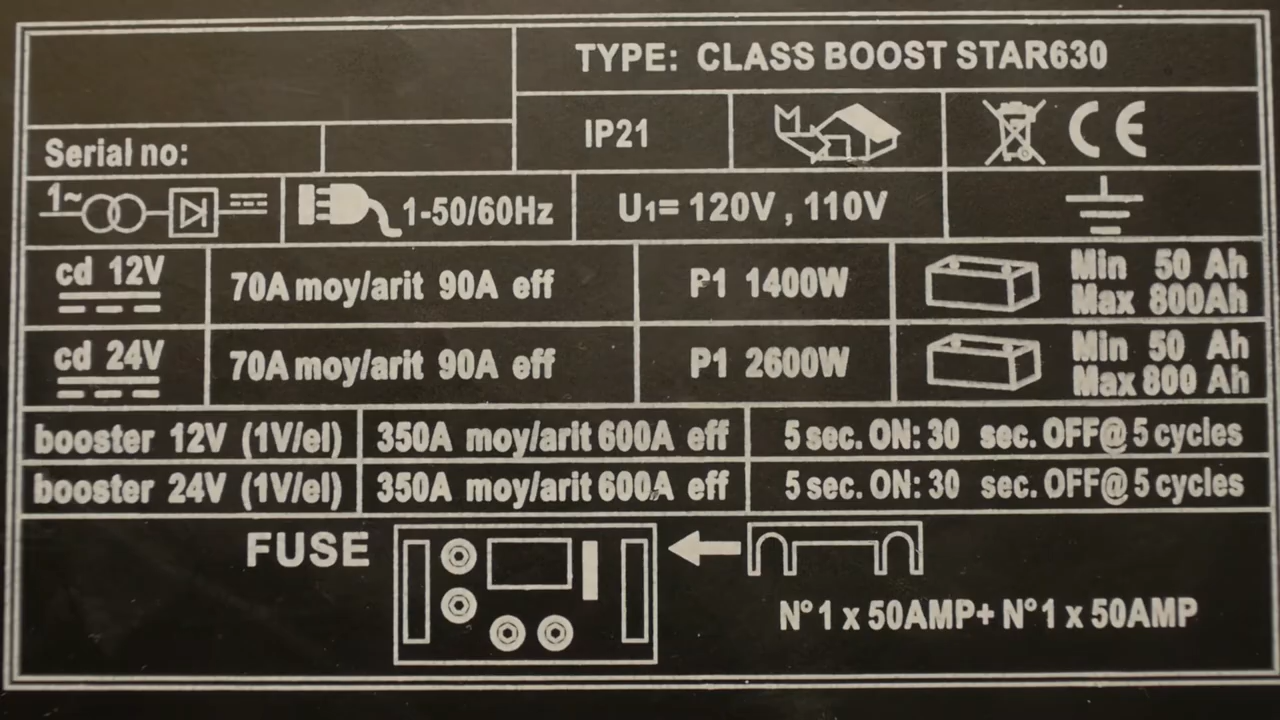 TYPE: CLASS BOOST STAR630
IP21
CE
Serial no:
1~
1-50/60Hz
U1= 120V , 110V
cd 12V
70A moy/arit 90A eff
P1 1400W
Min 50 Ah
Max 800Ah
cd 24V
70A moy/arit 90A eff
P1 2600W
Min 50 Ah
Max 800 Ah
booster 12V (1V/el)
350A moy/arit 600A eff
5 sec. ON: 30 sec. OFF@ 5 cycles
booster 24V (1V/el)
350A moy/arit 600A eff
5 sec. ON: 30 sec. OFF@ 5 cycles
FUSE
N° 1 x 50AMP+ N° 1 x 50AMP